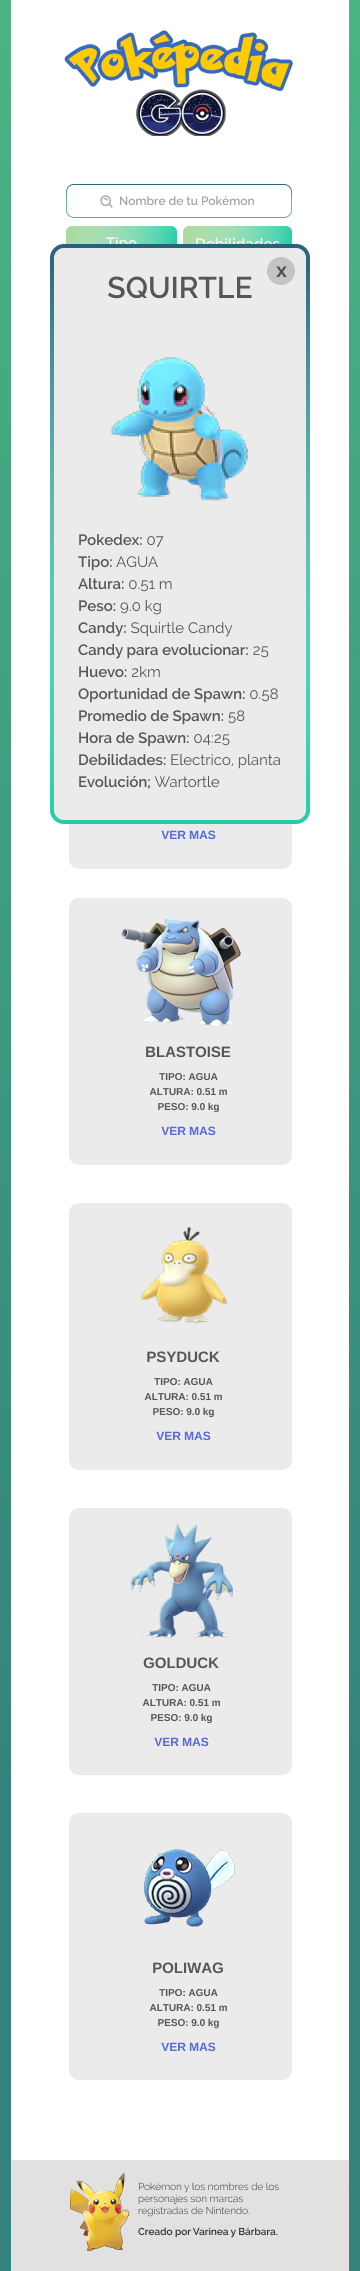 Poképedia
GO
Nombre de tu Pokémon
Tipo
Debilidades
X
SQUIRTLE
Pokedex: 07
Tipo: AGUA
Altura: 0.51 m
Peso: 9.0 kg
Candy: Squirtle Candy
Candy para evolucionar: 25
Huevo: 2km
Oportunidad de Spawn: 0.58
Promedio de Spawn: 58
Hora de Spawn: 04:25
Debilidades: Electrico, planta
Evolución; Wartortle
VER MAS
BLASTOISE
TIPO: AGUA
ALTURA: 0.51 m
PESO: 9.0 kg
VER MAS
PSYDUCK
TIPO: AGUA
ALTURA: 0.51 m
PESO: 9.0 kg
VER MAS
GOLDUCK
TIPO: AGUA
ALTURA: 0.51 m
PESO: 9.0 kg
VER MAS
POLIWAG
TIPO: AGUA
ALTURA: 0.51 m
PESO: 9.0 kg
VER MAS
Pokémon y los nombres de los
personajes son marcas
registradas de Nintendo.
Creado por Varinea y Bárbara.